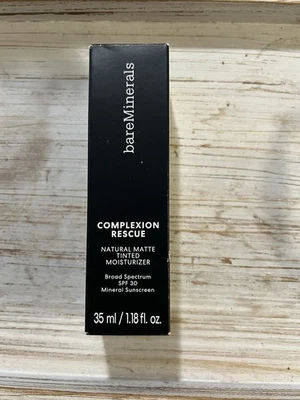 bareMinerals
COMPLEXION
RESCUE
NATURAL MATTE
TINTED
MOISTURIZER
Broad Spectrum
SPF 30
Mineral Sunscreen
35 ml / 1.18 fl. oz.